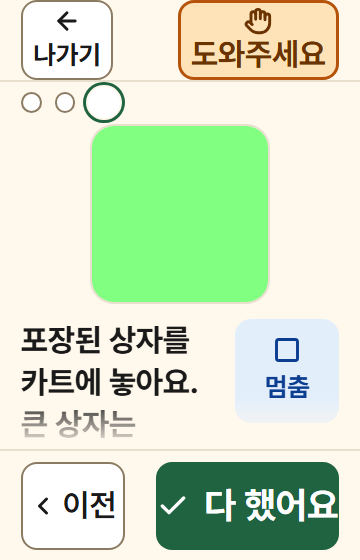 나가기
도와주세요
포장된 상자를
카트에 놓아요.
큰 상자는
멈춤
이전
다 했어요